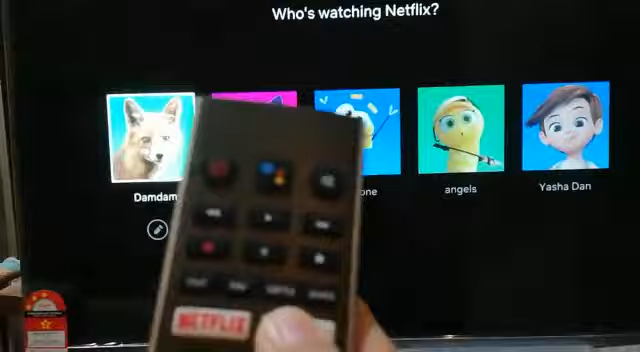 Who's watching Netflix?
Damdam
one
angels
Yasha Dan
NETFLIX